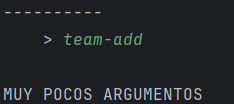 ----------
> team-add
MUY POCOS ARGUMENTOS